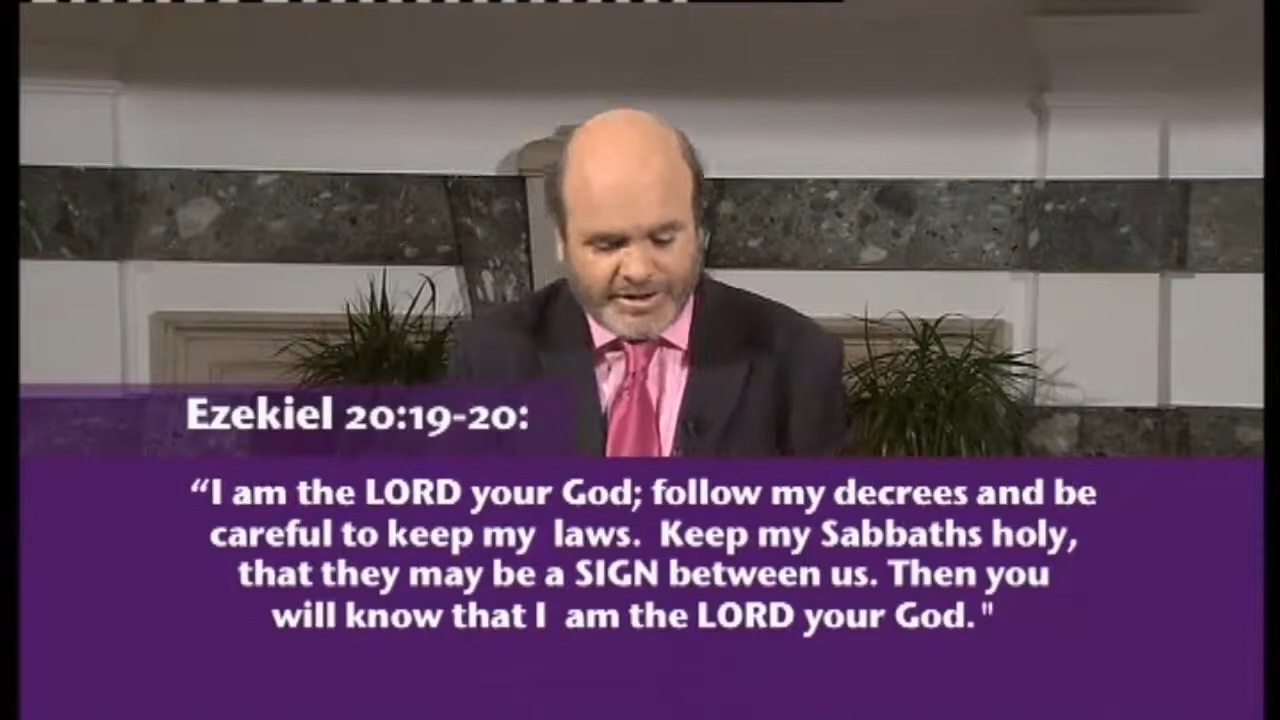 Ezekiel 20:19-20:
“I am the LORD your God; follow my decrees and be
careful to keep my  laws.  Keep my Sabbaths holy,
that they may be a SIGN between us. Then you
will know that I  am the LORD your God."